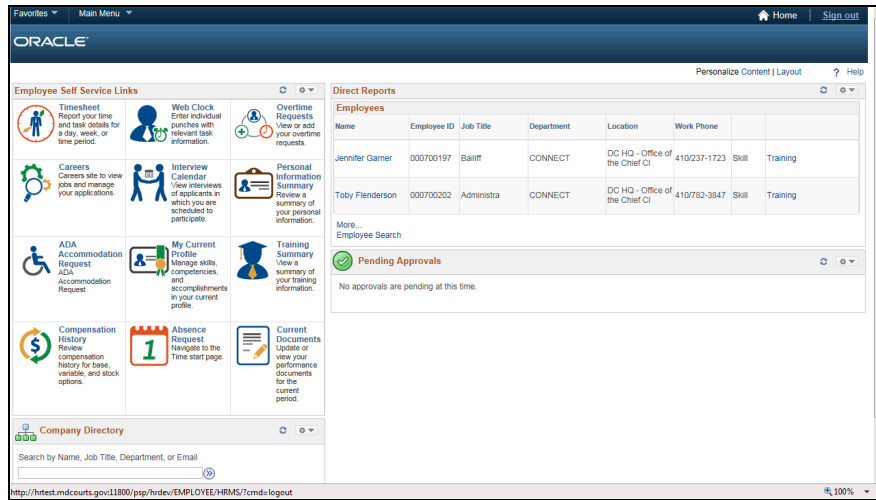 Favorites Main Menu Home Sign out
ORACLE
Personalize Content | Layout ? Help
Employee Self Service Links
Timesheet
Report your time
and task details for
a day, week, or
time period.
Web Clock
Enter individual
punches with
relevant task
information.
Overtime
Requests
View or add
your overtime
requests.
Careers
Careers site to view
jobs and manage
your applications.
Interview
Calendar
View interviews
of applicants in
which you are
scheduled to
participate.
Personal
Information
Summary
Review a
summary of
your personal
information.
ADA
Accommodation
Request
ADA
Accommodation
Request
My Current
Profile
Manage skills,
competencies,
and
accomplishments
in your current
profile.
Training
Summary
View a
summary of
your training
information.
Compensation
History
Review
compensation
history for base,
variable, and stock
options.
1
Absence
Request
Navigate to the
Time start page.
Current
Documents
Update or
view your
performance
documents
for the
current
period.
Company Directory
Search by Name, Job Title, Department, or Email
Direct Reports
Employees
Name Employee ID Job Title Department Location Work Phone
Jennifer Garner 000700197 Bailiff CONNECT DC HQ - Office of the Chief Cl 410/237-1723 Skill Training
Toby Flenderson 000700202 Administra CONNECT DC HQ - Office of the Chief Cl 410/782-3847 Skill Training
More...
Employee Search
Pending Approvals
No approvals are pending at this time.
http://hrtest.mdcourts.gov:11800/psp/hrdev/EMPLOYEE/HRMS/?cmd=logout 100%